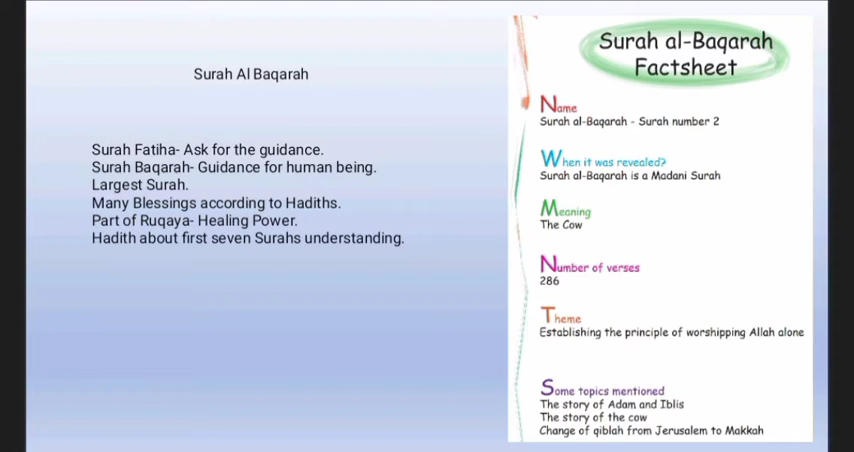 Surah Al Baqarah
Surah Fatiha- Ask for the guidance.
Surah Baqarah- Guidance for human being.
Largest Surah.
Many Blessings according to Hadiths.
Part of Ruqaya- Healing Power.
Hadith about first seven Surahs understanding.
Surah al-Baqarah
Factsheet
Name
Surah al-Baqarah - Surah number 2
When it was revealed?
Surah al-Baqarah is a Madani Surah
Meaning
The Cow
Number of verses
286
Theme
Establishing the principle of worshipping Allah alone
Some topics mentioned
The story of Adam and Iblis
The story of the cow
Change of qiblah from Jerusalem to Makkah